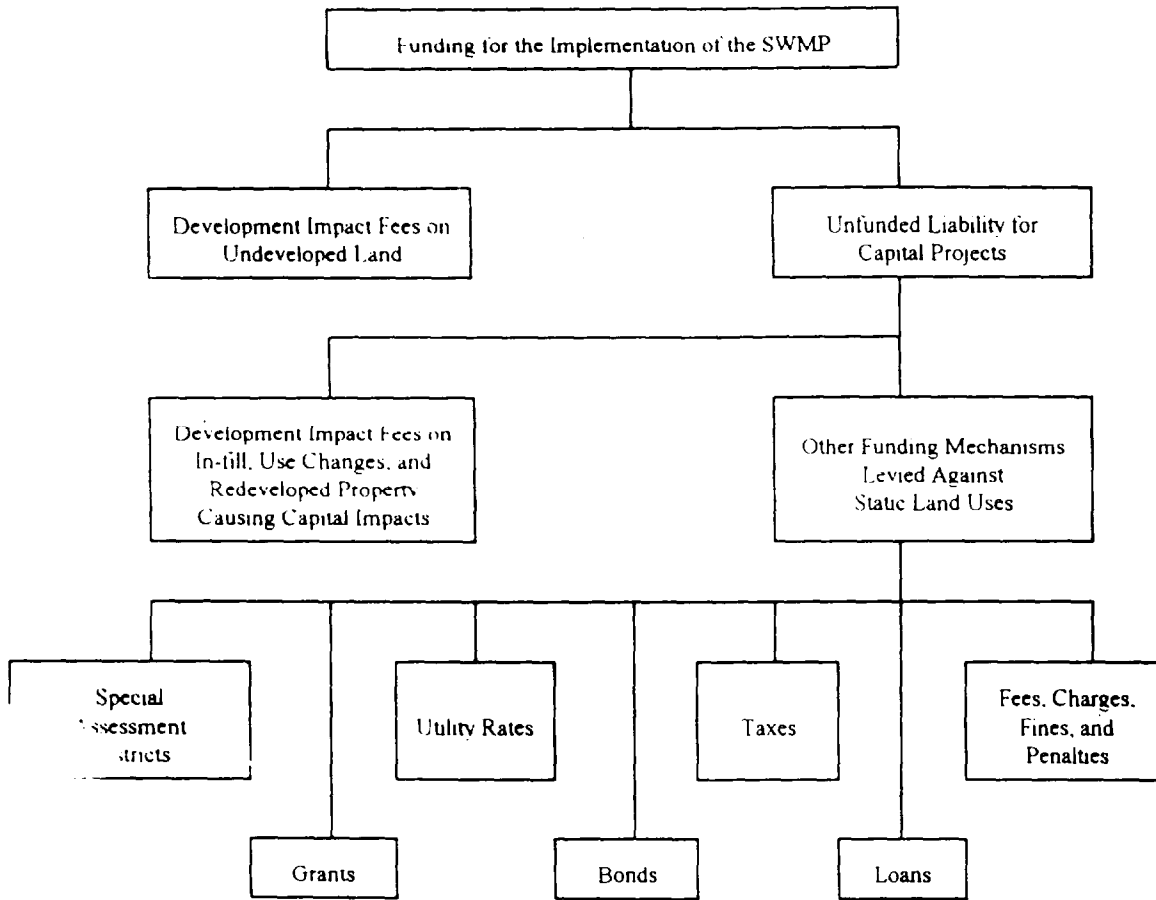 Funding for the Implementation of the SWMP
Development Impact Fees on
Undeveloped Land
Unfunded Liability for
Capital Projects
Development Impact Fees on
In-fill, Use Changes, and
Redeveloped Property
Causing Capital Impacts
Other Funding Mechanisms
Levied Against
Static Land Uses
Special
ssessment
stricts
Utility Rates
Taxes
Fees, Charges,
Fines, and
Penalties
Grants
Bonds
Loans